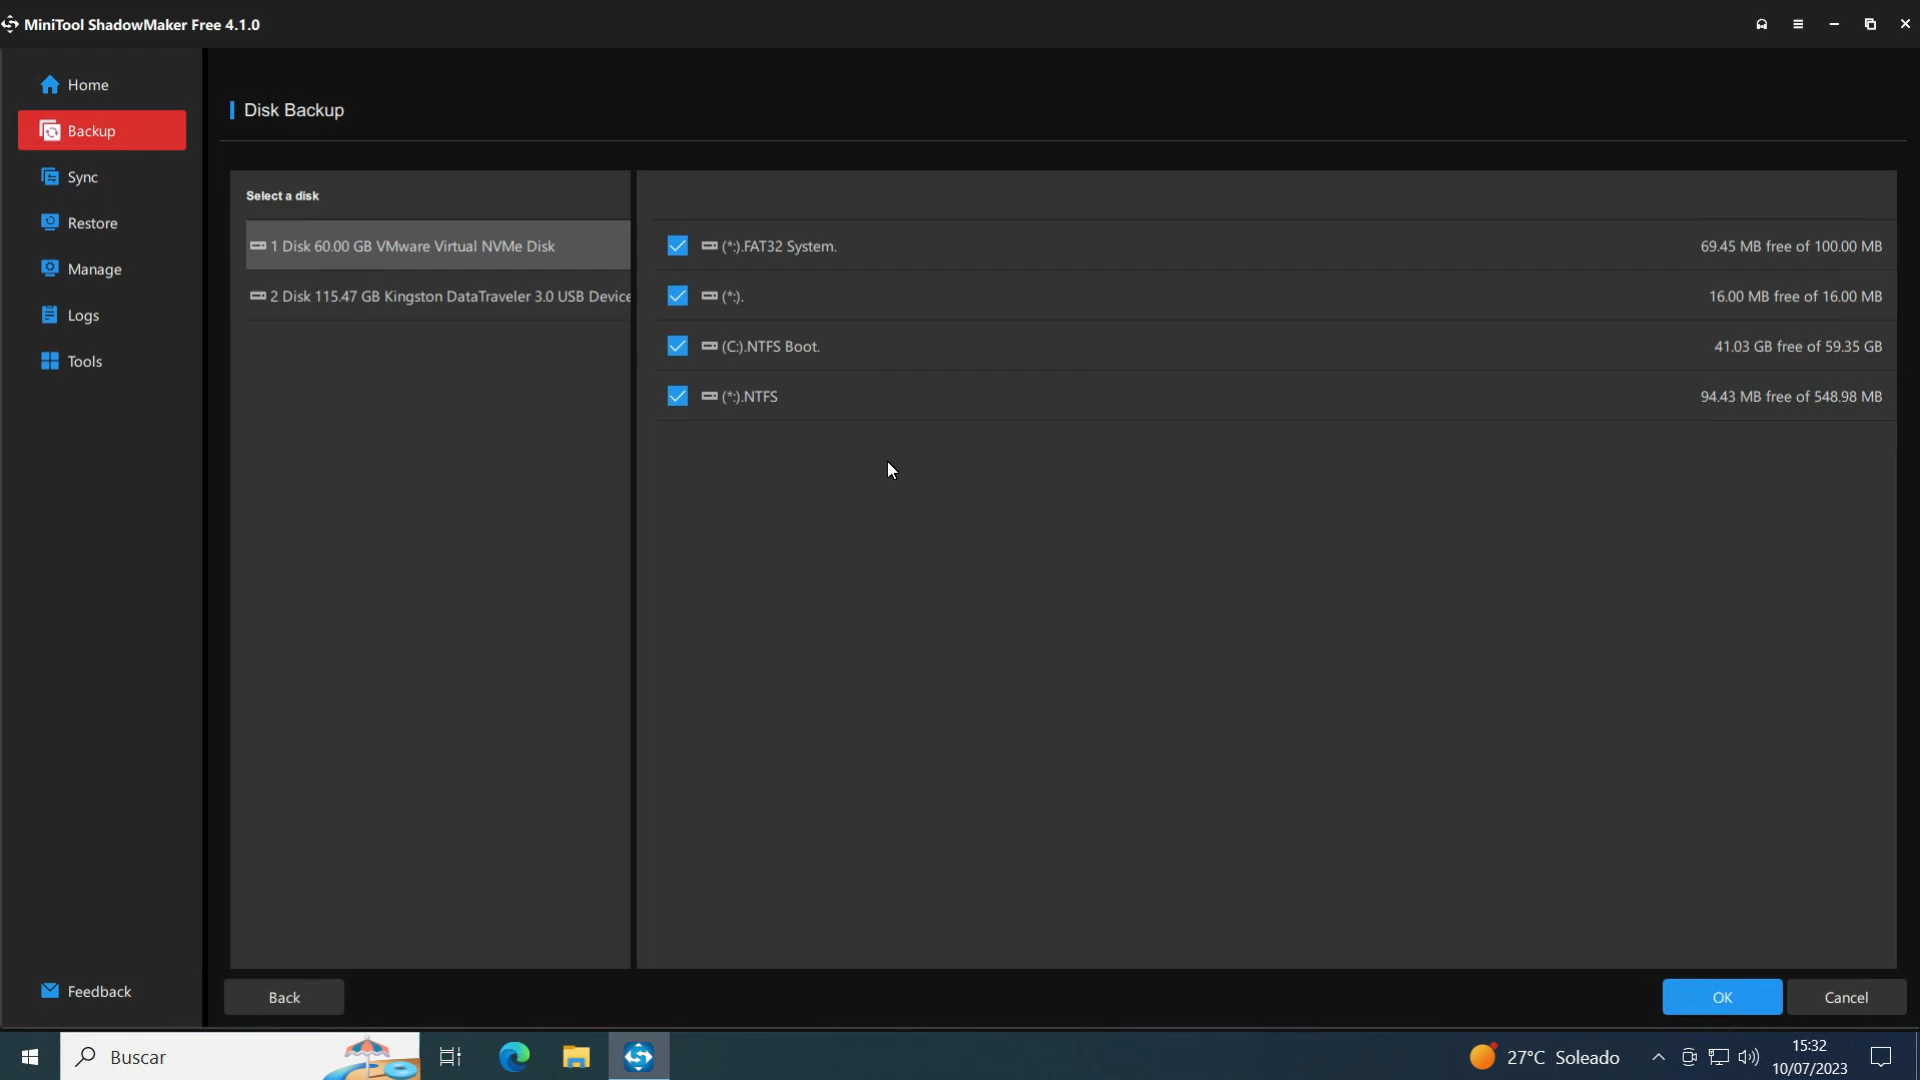 MiniTool ShadowMaker Free 4.1.0
Home
Backup
Sync
Restore
Manage
Logs
Tools
Feedback
Disk Backup
Select a disk
1 Disk 60.00 GB VMware Virtual NVMe Disk
2 Disk 115.47 GB Kingston DataTraveler 3.0 USB Device
(*:).FAT32 System. 69.45 MB free of 100.00 MB
(*:). 16.00 MB free of 16.00 MB
(C:).NTFS Boot. 41.03 GB free of 59.35 GB
(*:).NTFS 94.43 MB free of 548.98 MB
Back
OK
Cancel
Buscar
27°C Soleado
15:32
10/07/2023